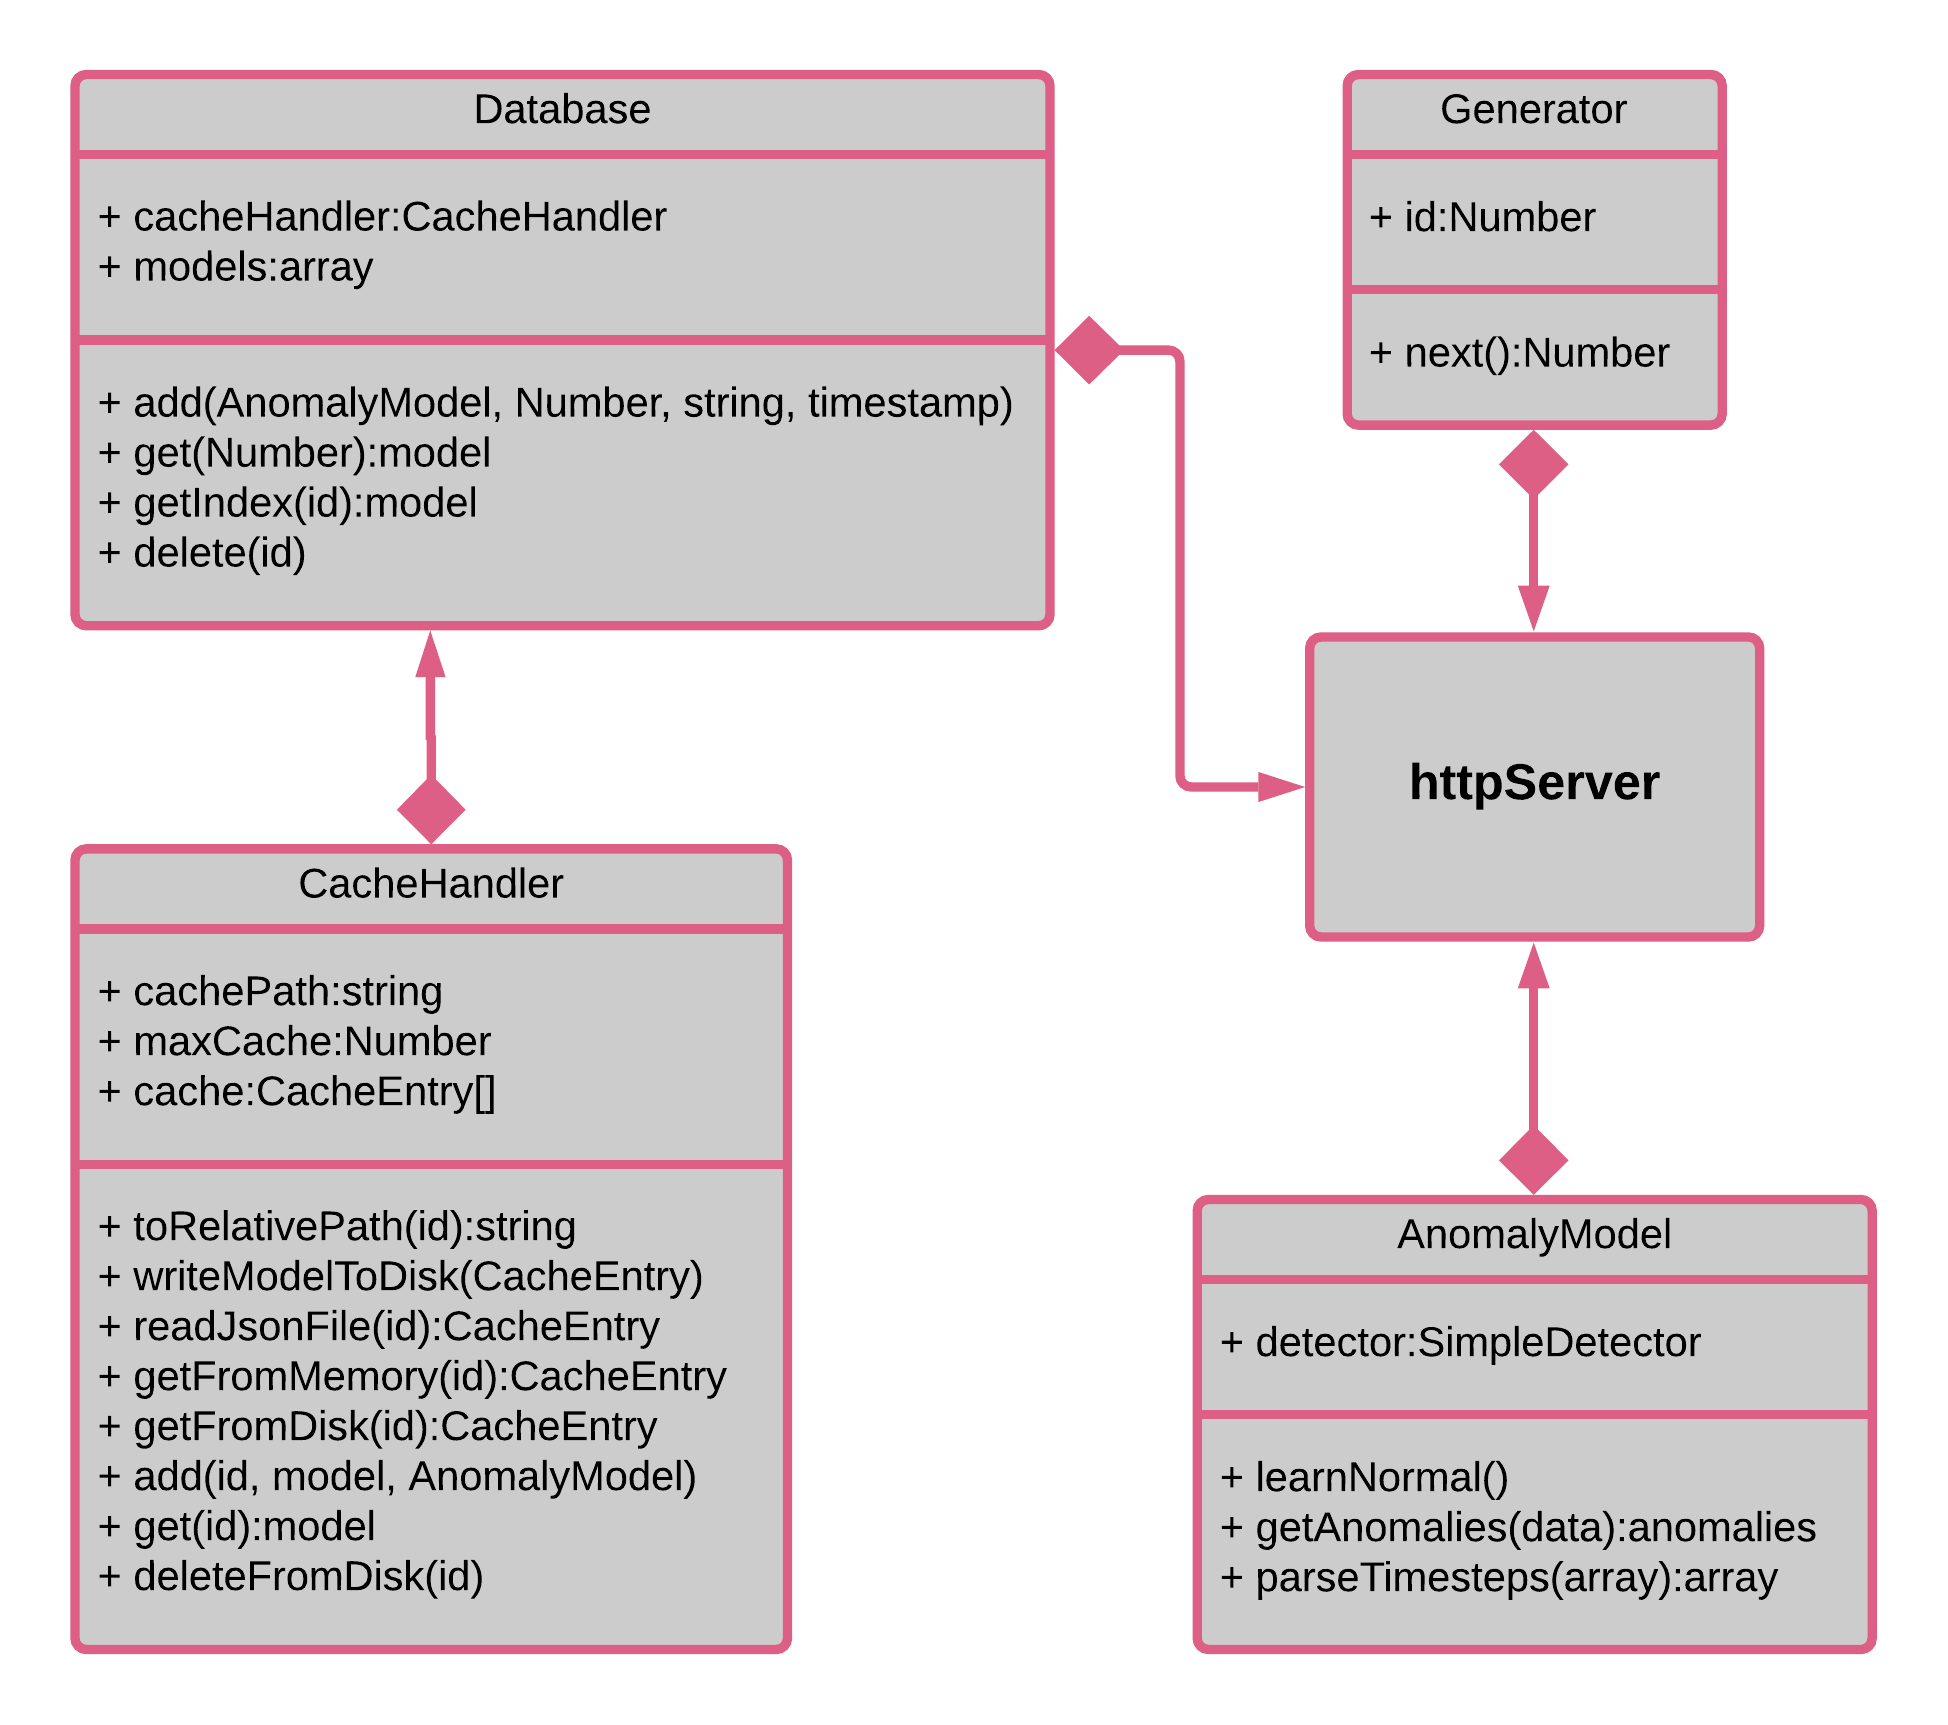 Database
+ cacheHandler:CacheHandler
+ models:array
+ add(AnomalyModel, Number, string, timestamp)
+ get(Number):model
+ getIndex(id):model
+ delete(id)
Generator
+ id:Number
+ next():Number
httpServer
CacheHandler
+ cachePath:string
+ maxCache:Number
+ cache:CacheEntry[]
+ toRelativePath(id):string
+ writeModelToDisk(CacheEntry)
+ readJsonFile(id):CacheEntry
+ getFromMemory(id):CacheEntry
+ getFromDisk(id):CacheEntry
+ add(id, model, AnomalyModel)
+ get(id):model
+ deleteFromDisk(id)
AnomalyModel
+ detector:SimpleDetector
+ learnNormal()
+ getAnomalies(data):anomalies
+ parseTimesteps(array):array